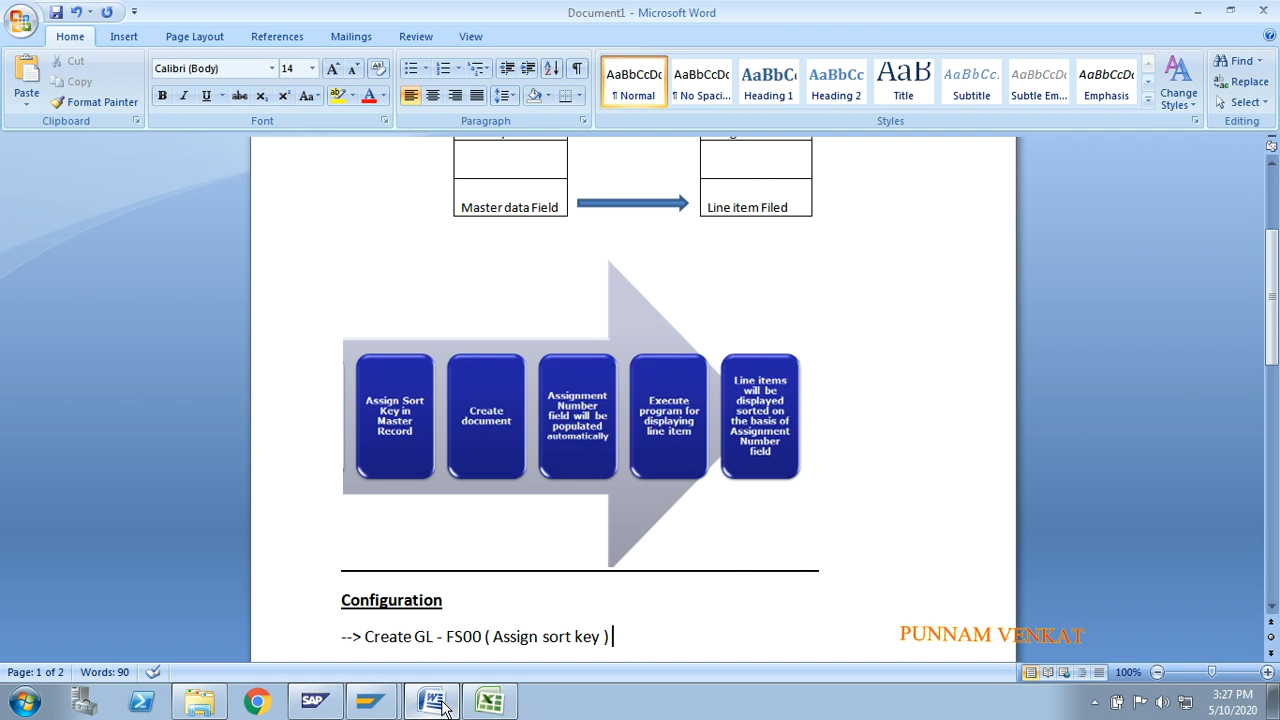 Document1 - Microsoft Word
Home Insert Page Layout References Mailings Review View
Paste
Cut
Copy
Format Painter
Clipboard
Calibri (Body) 14
Font
Paragraph
AaBbCcDc AaBbCcDc AaBbCc AaBbCc AaB AaBbCc. AaBbCcDc AaBbCcDc
¶ Normal ¶ No Spaci... Heading 1 Heading 2 Title Subtitle Subtle Em... Emphasis
Change
Styles
Styles
Find
Replace
Select
Editing
Master data Field
Line item Filed
Assign Sort
Key in
Master
Record
Create
document
Assignment
Number
field will be
populated
automatically
Execute
program for
displaying
line item
Line items
will be
displayed
sorted on
the basis of
Assignment
Number
field
Configuration
--> Create GL - FS00 ( Assign sort key )
PUNNAM VENKAT
Page: 1 of 2 Words: 90
100%
SAP
3:27 PM
5/10/2020